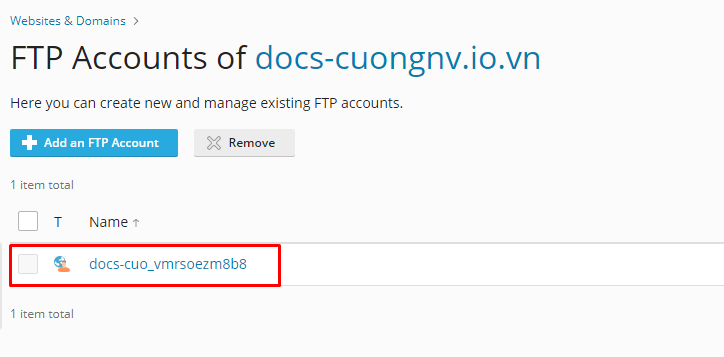 Websites & Domains >
FTP Accounts of docs-cuongnv.io.vn
Here you can create new and manage existing FTP accounts.
Add an FTP Account Remove
1 item total
T Name ↑
docs-cuo_vmrsoezm8b8
1 item total